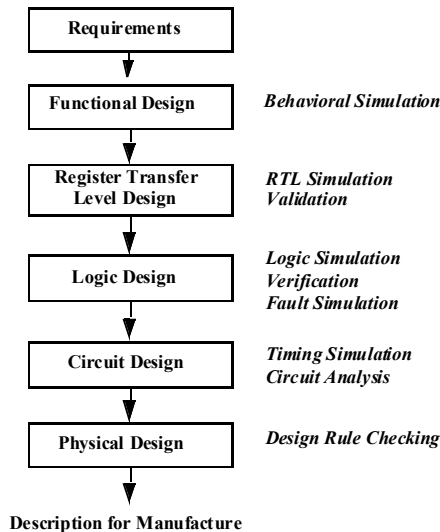 Requirements
Functional Design
Behavioral Simulation
Register Transfer
Level Design
RTL Simulation
Validation
Logic Design
Logic Simulation
Verification
Fault Simulation
Circuit Design
Timing Simulation
Circuit Analysis
Physical Design
Design Rule Checking
Description for Manufacture